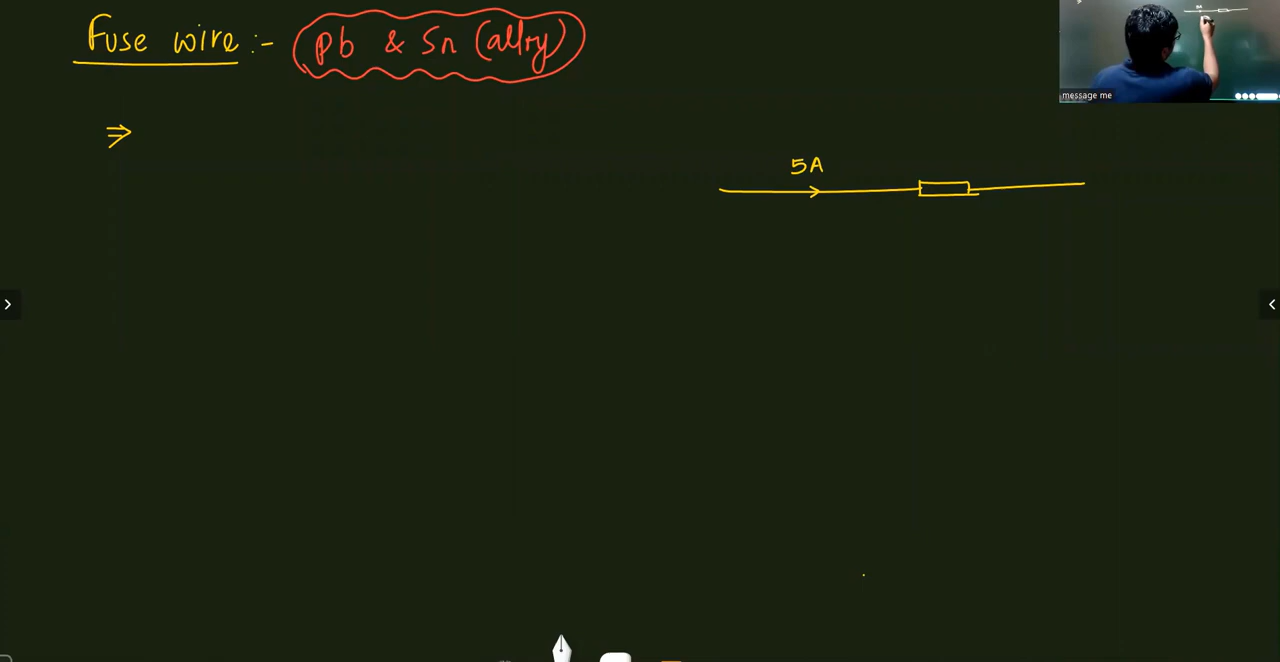 Fuse wire :- (Pb & Sn (alloy))
⇒
5A
message me